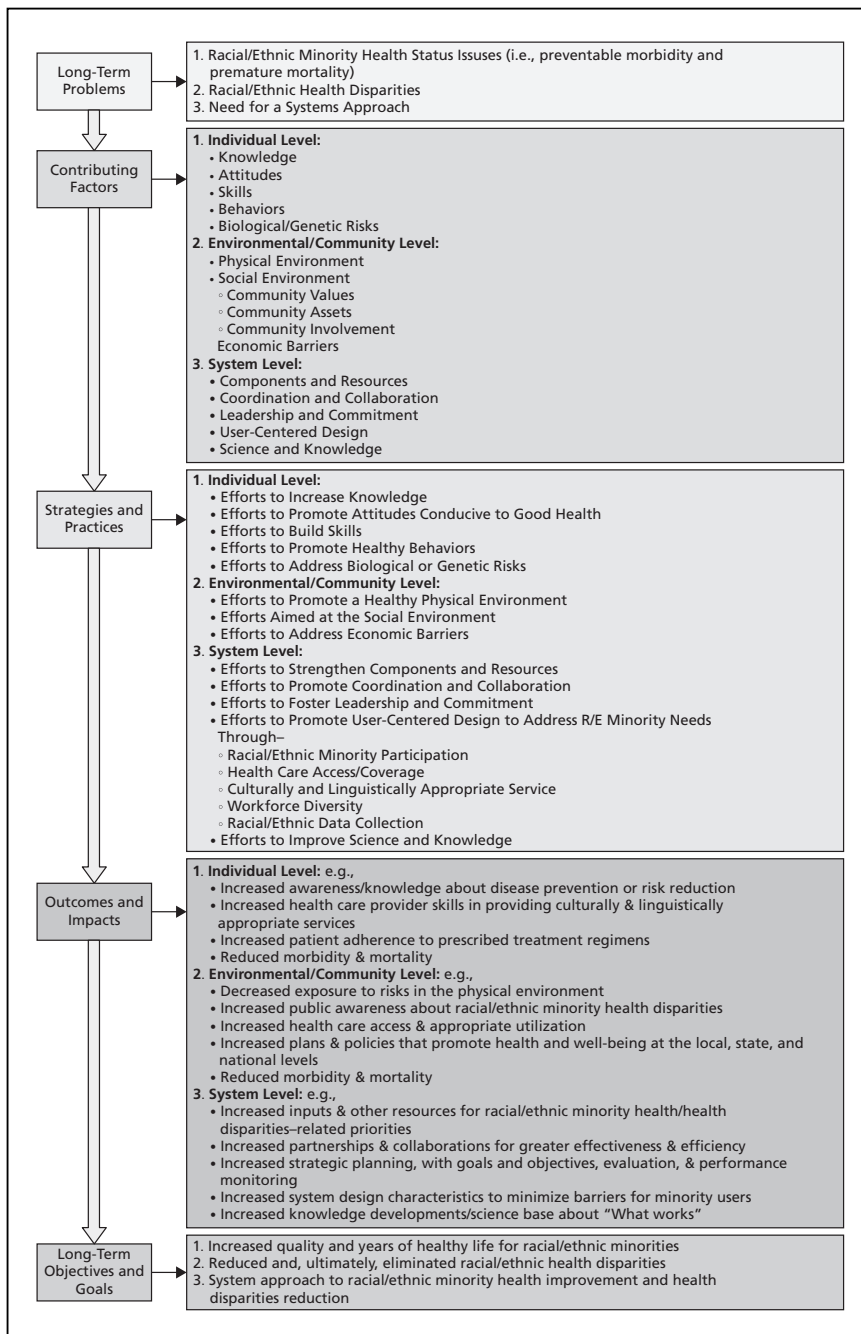 Long-Term
Problems
1. Racial/Ethnic Minority Health Status Issuses (i.e., preventable morbidity and
premature mortality)
2. Racial/Ethnic Health Disparities
3. Need for a Systems Approach
Contributing
Factors
1. Individual Level:
• Knowledge
• Attitudes
• Skills
• Behaviors
• Biological/Genetic Risks
2. Environmental/Community Level:
• Physical Environment
• Social Environment
◦ Community Values
◦ Community Assets
◦ Community Involvement
Economic Barriers
3. System Level:
• Components and Resources
• Coordination and Collaboration
• Leadership and Commitment
• User-Centered Design
• Science and Knowledge
Strategies and
Practices
1. Individual Level:
• Efforts to Increase Knowledge
• Efforts to Promote Attitudes Conducive to Good Health
• Efforts to Build Skills
• Efforts to Promote Healthy Behaviors
• Efforts to Address Biological or Genetic Risks
2. Environmental/Community Level:
• Efforts to Promote a Healthy Physical Environment
• Efforts Aimed at the Social Environment
• Efforts to Address Economic Barriers
3. System Level:
• Efforts to Strengthen Components and Resources
• Efforts to Promote Coordination and Collaboration
• Efforts to Foster Leadership and Commitment
• Efforts to Promote User-Centered Design to Address R/E Minority Needs
Through–
◦ Racial/Ethnic Minority Participation
◦ Health Care Access/Coverage
◦ Culturally and Linguistically Appropriate Service
◦ Workforce Diversity
◦ Racial/Ethnic Data Collection
• Efforts to Improve Science and Knowledge
Outcomes and
Impacts
1. Individual Level: e.g.,
• Increased awareness/knowledge about disease prevention or risk reduction
• Increased health care provider skills in providing culturally & linguistically
appropriate services
• Increased patient adherence to prescribed treatment regimens
• Reduced morbidity & mortality
2. Environmental/Community Level: e.g.,
• Decreased exposure to risks in the physical environment
• Increased public awareness about racial/ethnic minority health disparities
• Increased health care access & appropriate utilization
• Increased plans & policies that promote health and well-being at the local, state, and
national levels
• Reduced morbidity & mortality
3. System Level: e.g.,
• Increased inputs & other resources for racial/ethnic minority health/health
disparities–related priorities
• Increased partnerships & collaborations for greater effectiveness & efficiency
• Increased strategic planning, with goals and objectives, evaluation, & performance
monitoring
• Increased system design characteristics to minimize barriers for minority users
• Increased knowledge developments/science base about “What works”
Long-Term
Objectives and
Goals
1. Increased quality and years of healthy life for racial/ethnic minorities
2. Reduced and, ultimately, eliminated racial/ethnic health disparities
3. System approach to racial/ethnic minority health improvement and health
disparities reduction